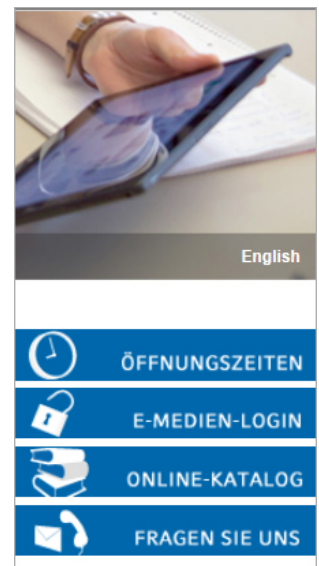 English
ÖFFNUNGSZEITEN
E-MEDIEN-LOGIN
ONLINE-KATALOG
FRAGEN SIE UNS